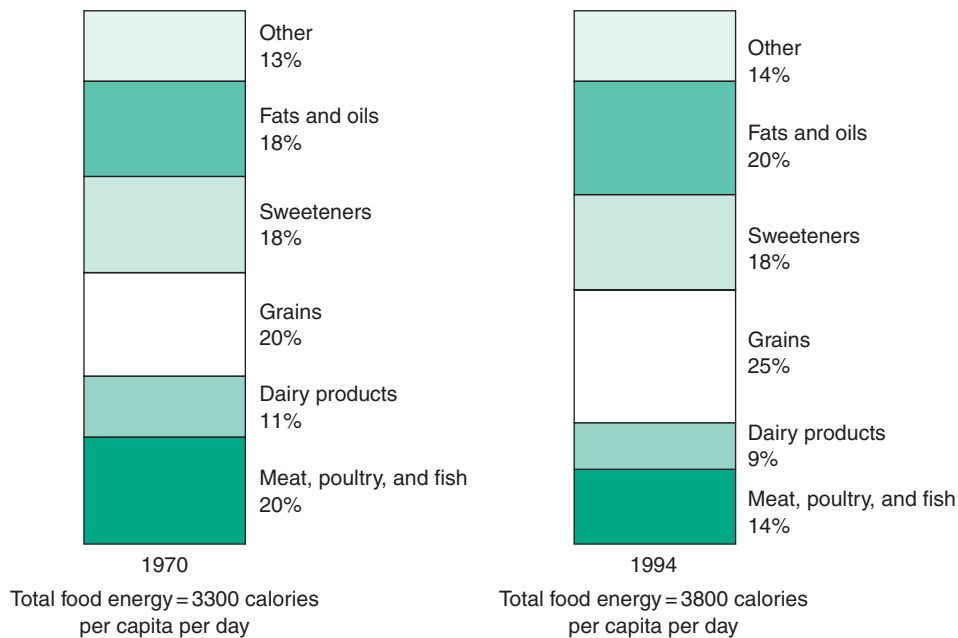 Other
13%
Fats and oils
18%
Sweeteners
18%
Grains
20%
Dairy products
11%
Meat, poultry, and fish
20%
1970
Total food energy = 3300 calories
per capita per day
Other
14%
Fats and oils
20%
Sweeteners
18%
Grains
25%
Dairy products
9%
Meat, poultry, and fish
14%
1994
Total food energy = 3800 calories
per capita per day